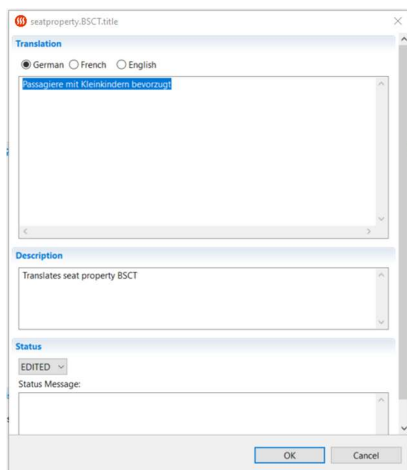 seatproperty.BSCT.title
Translation
German French English
Passagiere mit Kleinkindern bevorzugt
Description
Translates seat property BSCT
Status
EDITED
Status Message:
OK Cancel